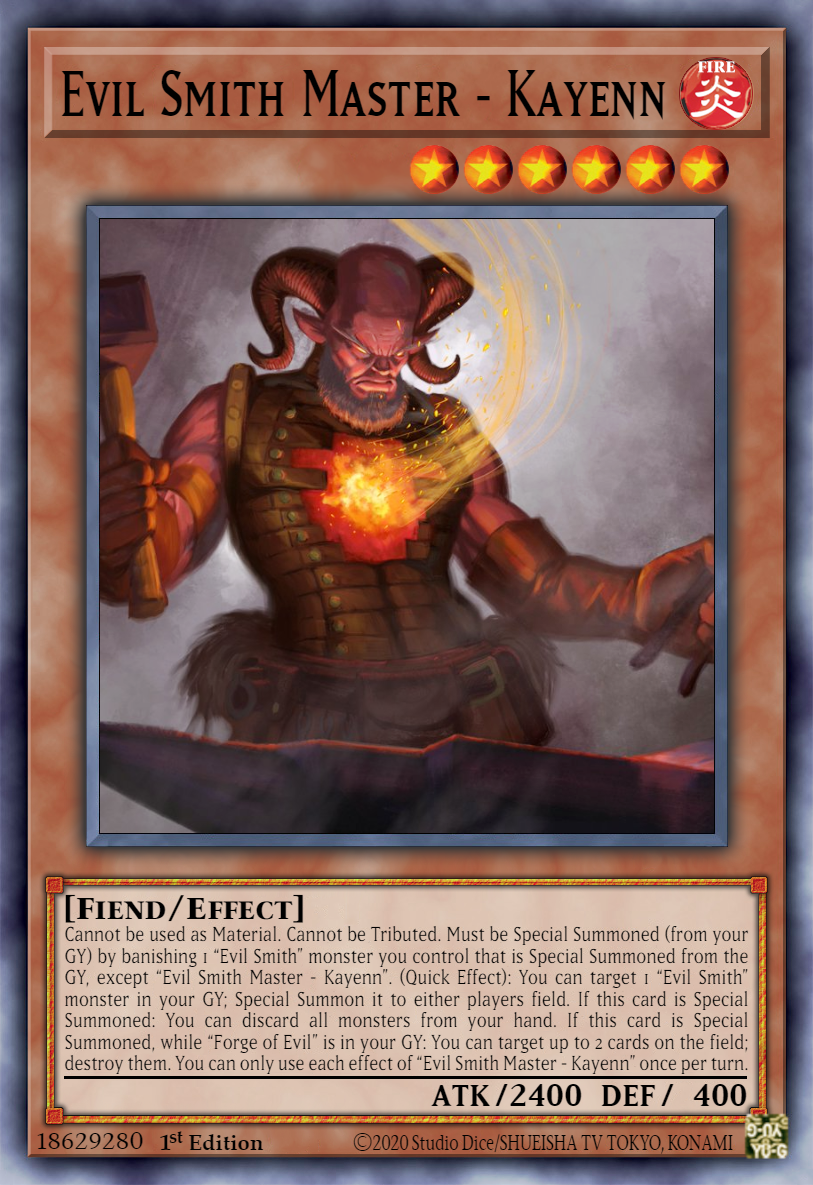 Evil Smith Master - Kayenn
FIRE
炎
[Fiend/Effect]
Cannot be used as Material. Cannot be Tributed. Must be Special Summoned (from your
GY) by banishing 1 “Evil Smith” monster you control that is Special Summoned from the
GY, except “Evil Smith Master - Kayenn”. (Quick Effect): You can target 1 “Evil Smith”
monster in your GY; Special Summon it to either players field. If this card is Special
Summoned: You can discard all monsters from your hand. If this card is Special
Summoned, while “Forge of Evil” is in your GY: You can target up to 2 cards on the field;
destroy them. You can only use each effect of “Evil Smith Master - Kayenn” once per turn.
ATK/2400 DEF/ 400
18629280 1st Edition ©2020 Studio Dice/SHUEISHA TV TOKYO, KONAMI